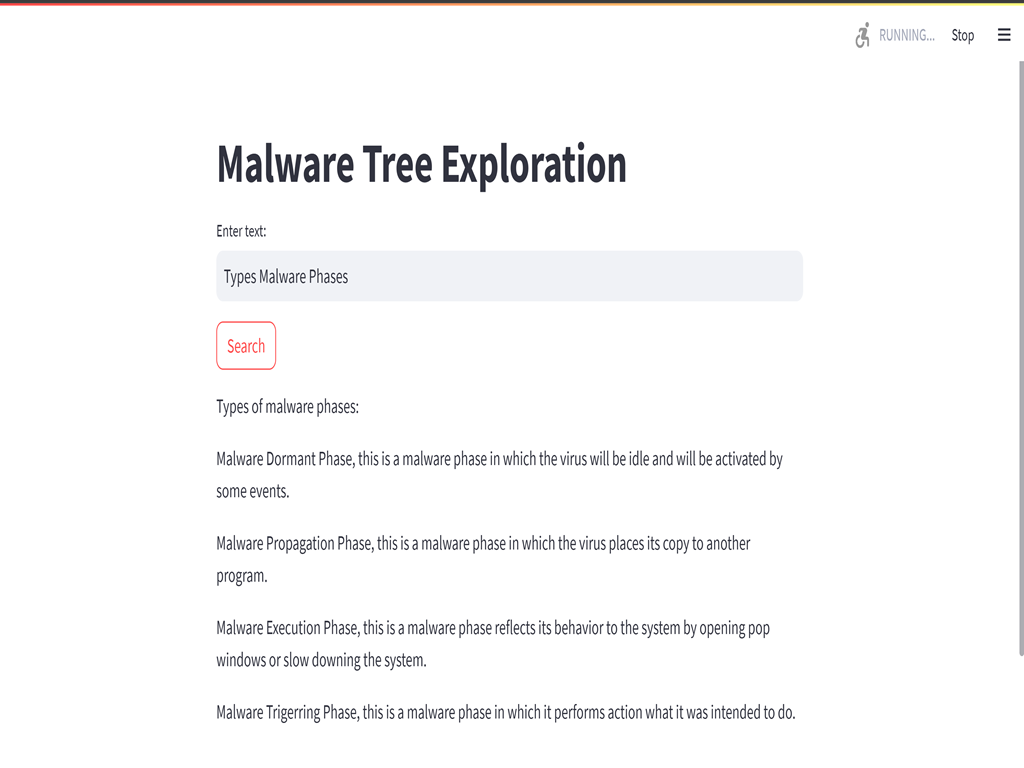 RUNNING... Stop
Malware Tree Exploration
Enter text:
Types Malware Phases
Search
Types of malware phases:
Malware Dormant Phase, this is a malware phase in which the virus will be idle and will be activated by
some events.
Malware Propagation Phase, this is a malware phase in which the virus places its copy to another
program.
Malware Execution Phase, this is a malware phase reflects its behavior to the system by opening pop
windows or slow downing the system.
Malware Trigerring Phase, this is a malware phase in which it performs action what it was intended to do.